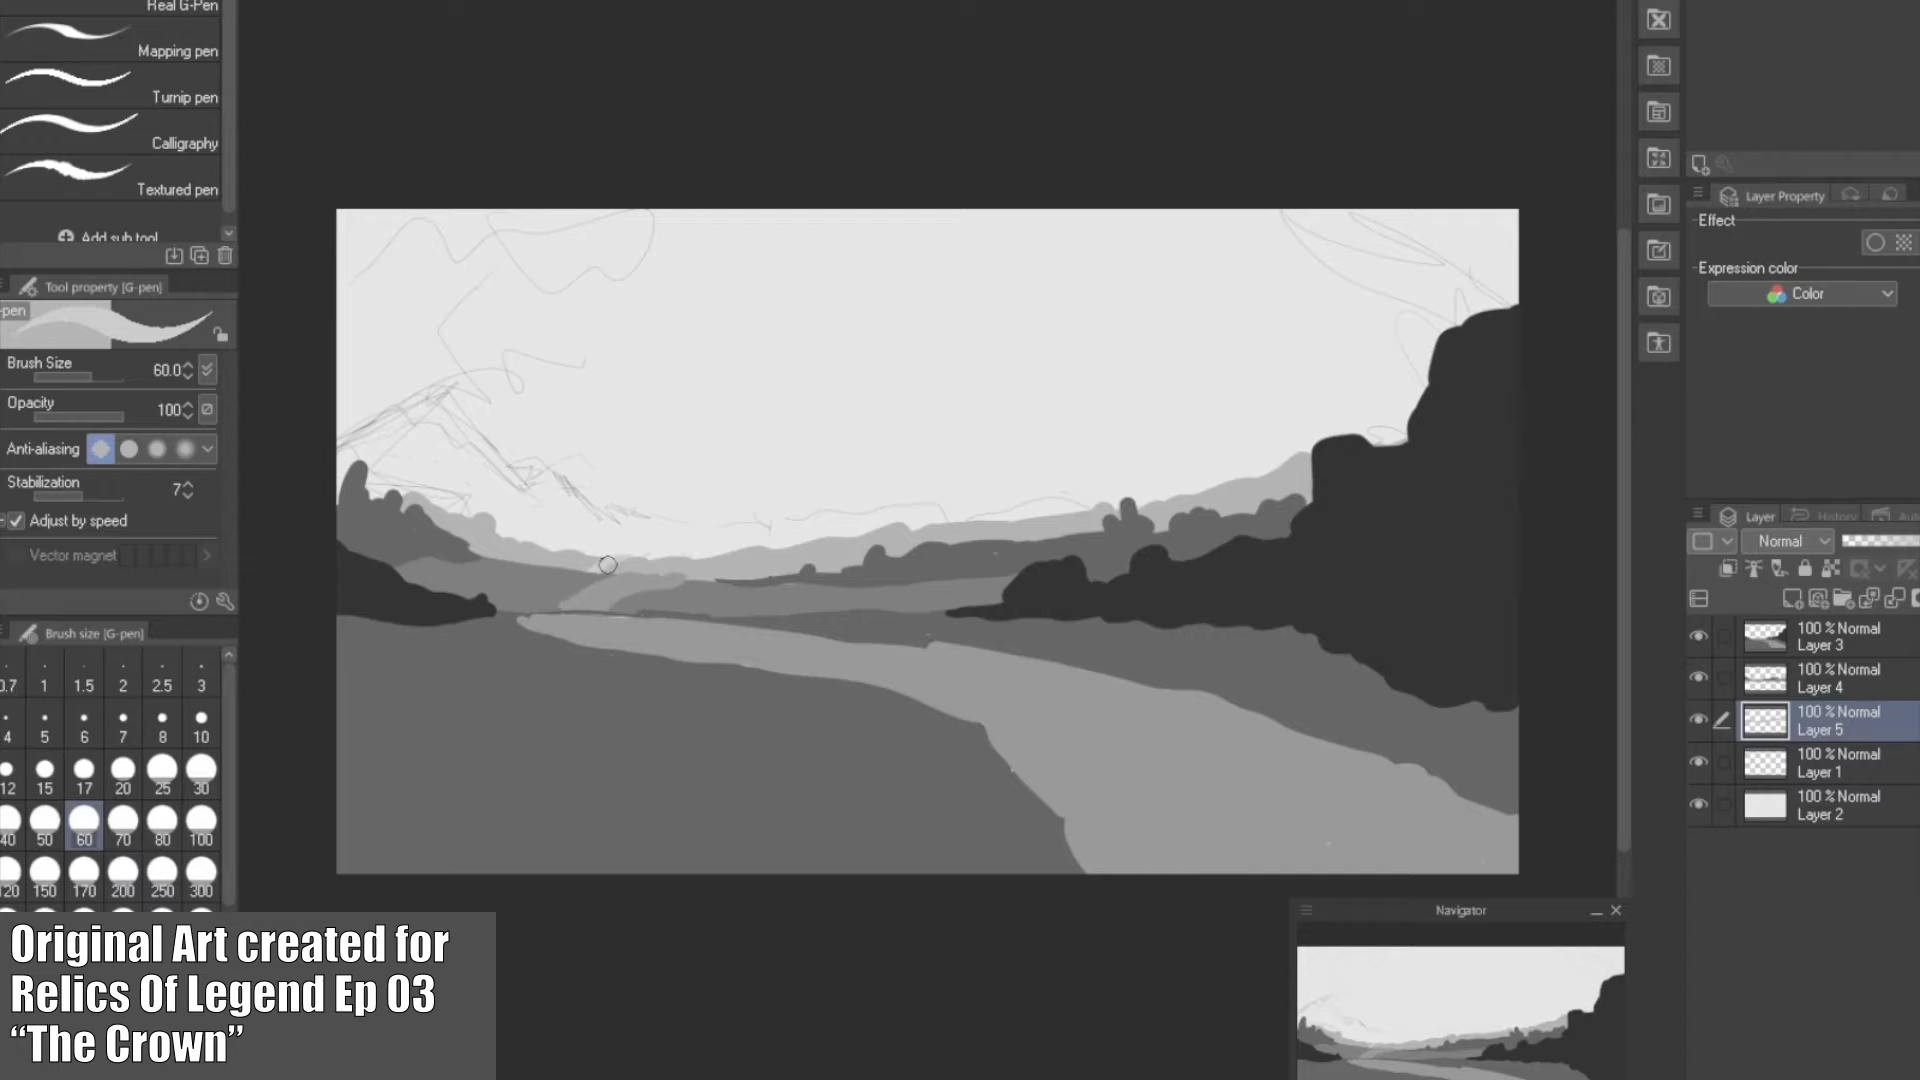 Real G-Pen
Mapping pen
Turnip pen
Calligraphy
Textured pen
Add sub tool
Tool property [G-pen]
-pen
Brush Size 60.0
Opacity 100
Anti-aliasing
Stabilization 7
Adjust by speed
Vector magnet
Brush size [G-pen]
0.7 1 1.5 2 2.5 3
4 5 6 7 8 10
12 15 17 20 25 30
40 50 60 70 80 100
120 150 170 200 250 300
Original Art created for
Relics Of Legend Ep 03
“The Crown”
Layer Property
Effect
Expression color
Color
Layer History Aut
Normal
100 % Normal
Layer 3
100 % Normal
Layer 4
100 % Normal
Layer 5
100 % Normal
Layer 1
100 % Normal
Layer 2
Navigator